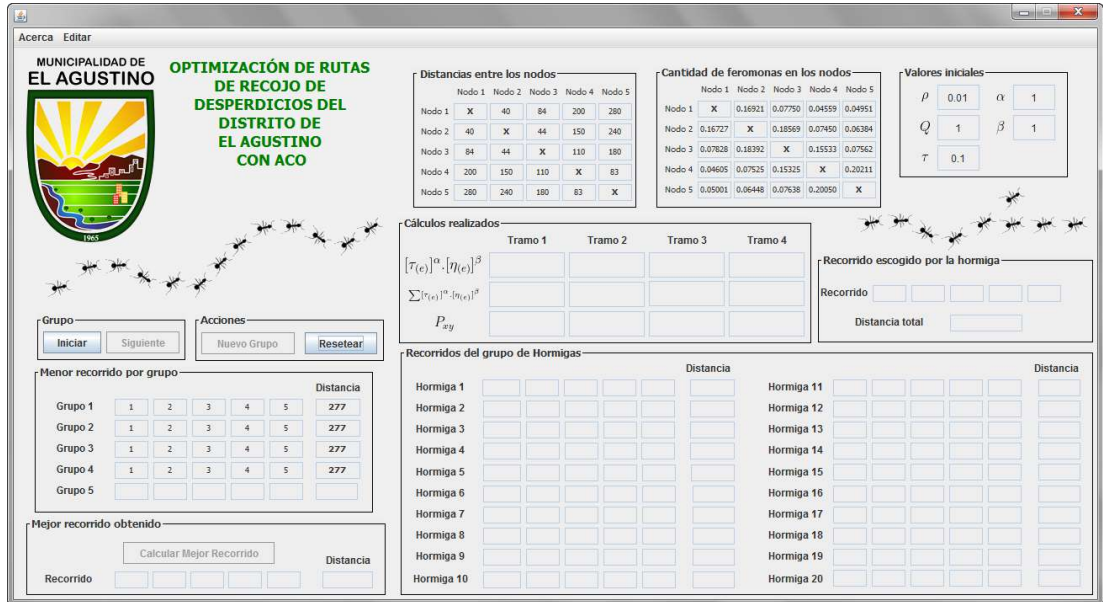 Acerca Editar
MUNICIPALIDAD DE
EL AGUSTINO
1965
OPTIMIZACIÓN DE RUTAS
DE RECOJO DE
DESPERDICIOS DEL
DISTRITO DE
EL AGUSTINO
CON ACO
Distancias entre los nodos
Nodo 1 Nodo 2 Nodo 3 Nodo 4 Nodo 5
Nodo 1 X 40 84 200 280
Nodo 2 40 X 44 150 240
Nodo 3 84 44 X 110 180
Nodo 4 200 150 110 X 83
Nodo 5 280 240 180 83 X
Cantidad de feromonas en los nodos
Nodo 1 Nodo 2 Nodo 3 Nodo 4 Nodo 5
Nodo 1 X 0.16921 0.07750 0.04559 0.04951
Nodo 2 0.16727 X 0.18569 0.07450 0.06384
Nodo 3 0.07828 0.18392 X 0.15533 0.07562
Nodo 4 0.04605 0.07525 0.15325 X 0.20211
Nodo 5 0.05001 0.06448 0.07638 0.20050 X
Valores iniciales
ρ 0.01 α 1
Q 1 β 1
τ 0.1
Cálculos realizados
Tramo 1 Tramo 2 Tramo 3 Tramo 4
[τ(e)]^α.[η(e)]^β
∑[τ(e)]^α.[η(e)]^β
P_xy
Recorrido escogido por la hormiga
Recorrido
Distancia total
Grupo
Iniciar Siguiente
Acciones
Nuevo Grupo Resetear
Menor recorrido por grupo
Distancia
Grupo 1 1 2 3 4 5 277
Grupo 2 1 2 3 4 5 277
Grupo 3 1 2 3 4 5 277
Grupo 4 1 2 3 4 5 277
Grupo 5
Mejor recorrido obtenido
Calcular Mejor Recorrido
Distancia
Recorrido
Recorridos del grupo de Hormigas
Distancia Distancia
Hormiga 1 Hormiga 11
Hormiga 2 Hormiga 12
Hormiga 3 Hormiga 13
Hormiga 4 Hormiga 14
Hormiga 5 Hormiga 15
Hormiga 6 Hormiga 16
Hormiga 7 Hormiga 17
Hormiga 8 Hormiga 18
Hormiga 9 Hormiga 19
Hormiga 10 Hormiga 20